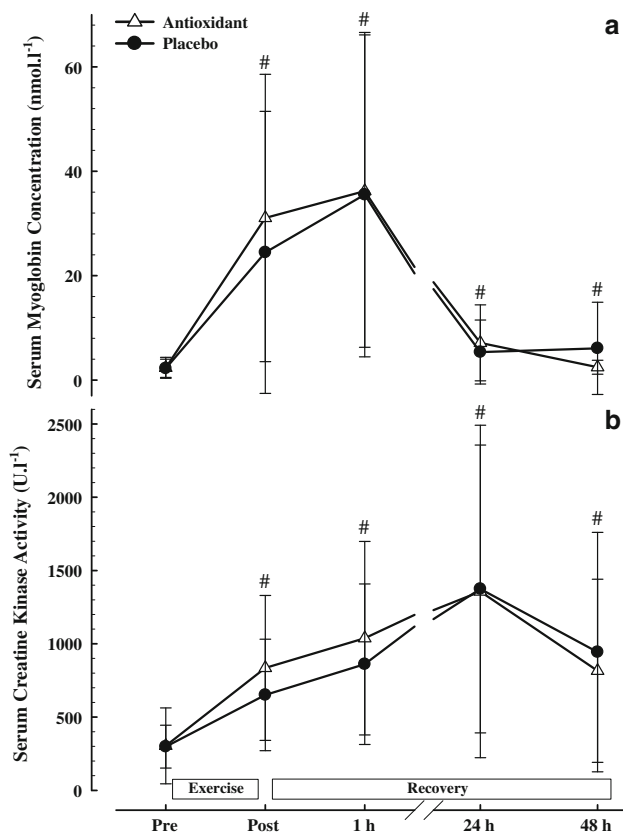 Antioxidant
Placebo
a
Serum Myoglobin Concentration (nmol.l⁻¹)
60
40
20
0
# # # #
b
Serum Creatine Kinase Activity (U.l⁻¹)
2500
2000
1500
1000
500
0
# # # #
Exercise Recovery
Pre Post 1 h 24 h 48 h